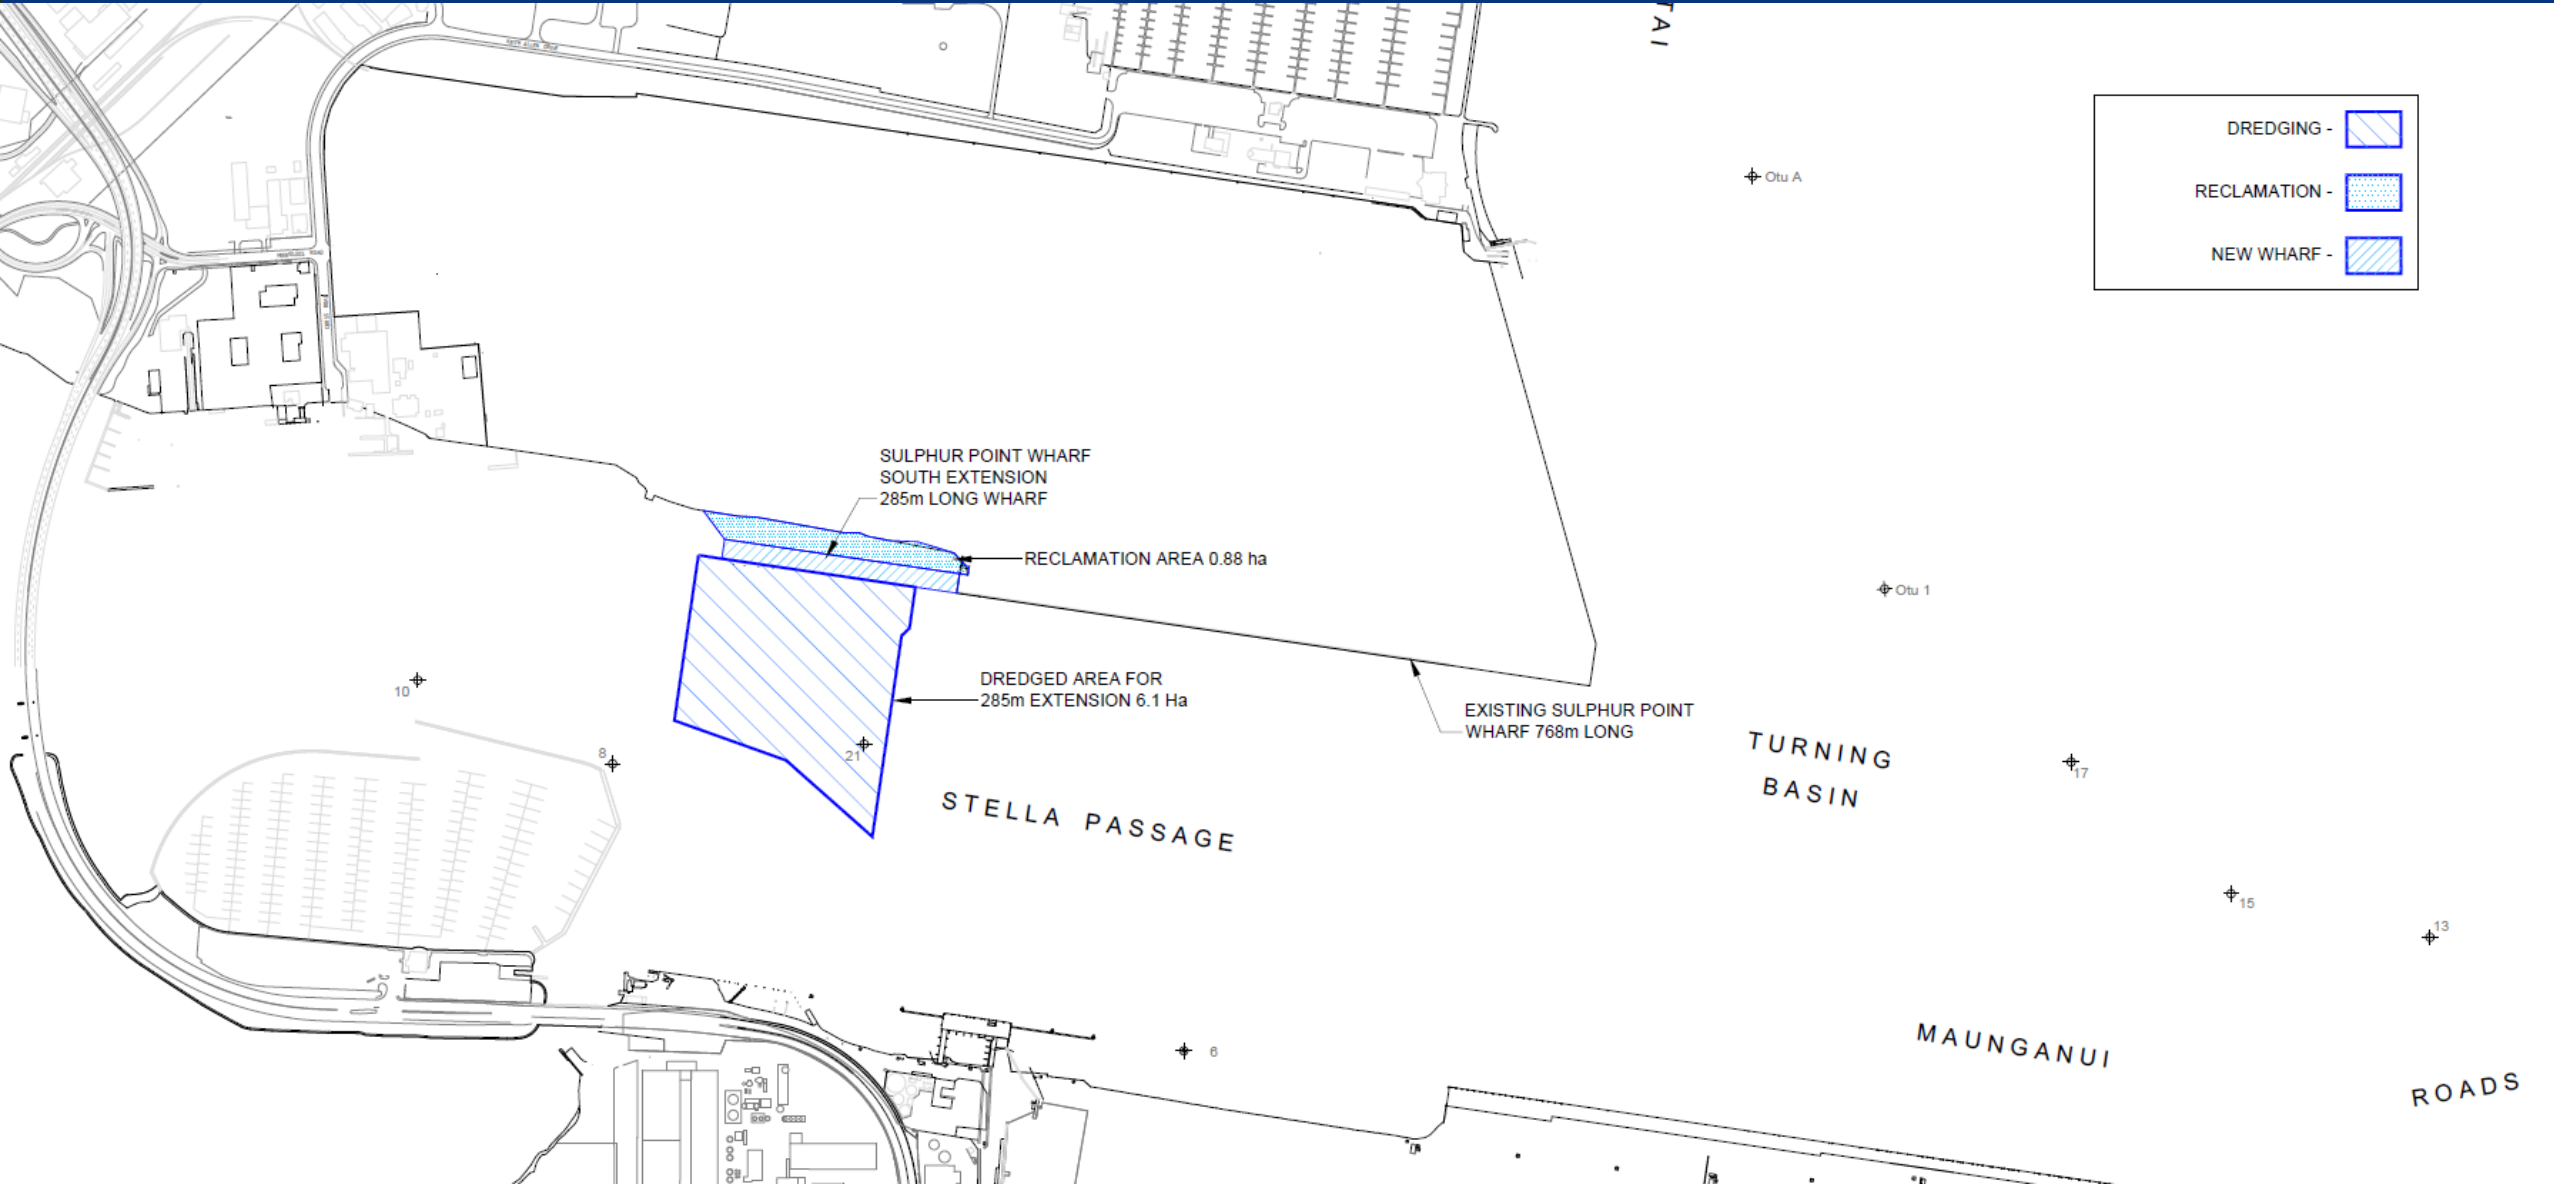 TAI
DREDGING -
RECLAMATION -
NEW WHARF -
Otu A
SULPHUR POINT WHARF
SOUTH EXTENSION
285m LONG WHARF
RECLAMATION AREA 0.88 ha
Otu 1
DREDGED AREA FOR
285m EXTENSION 6.1 Ha
EXISTING SULPHUR POINT
WHARF 768m LONG
10
8
21
STELLA PASSAGE
TURNING
BASIN
17
15
13
6
MAUNGANUI
ROADS